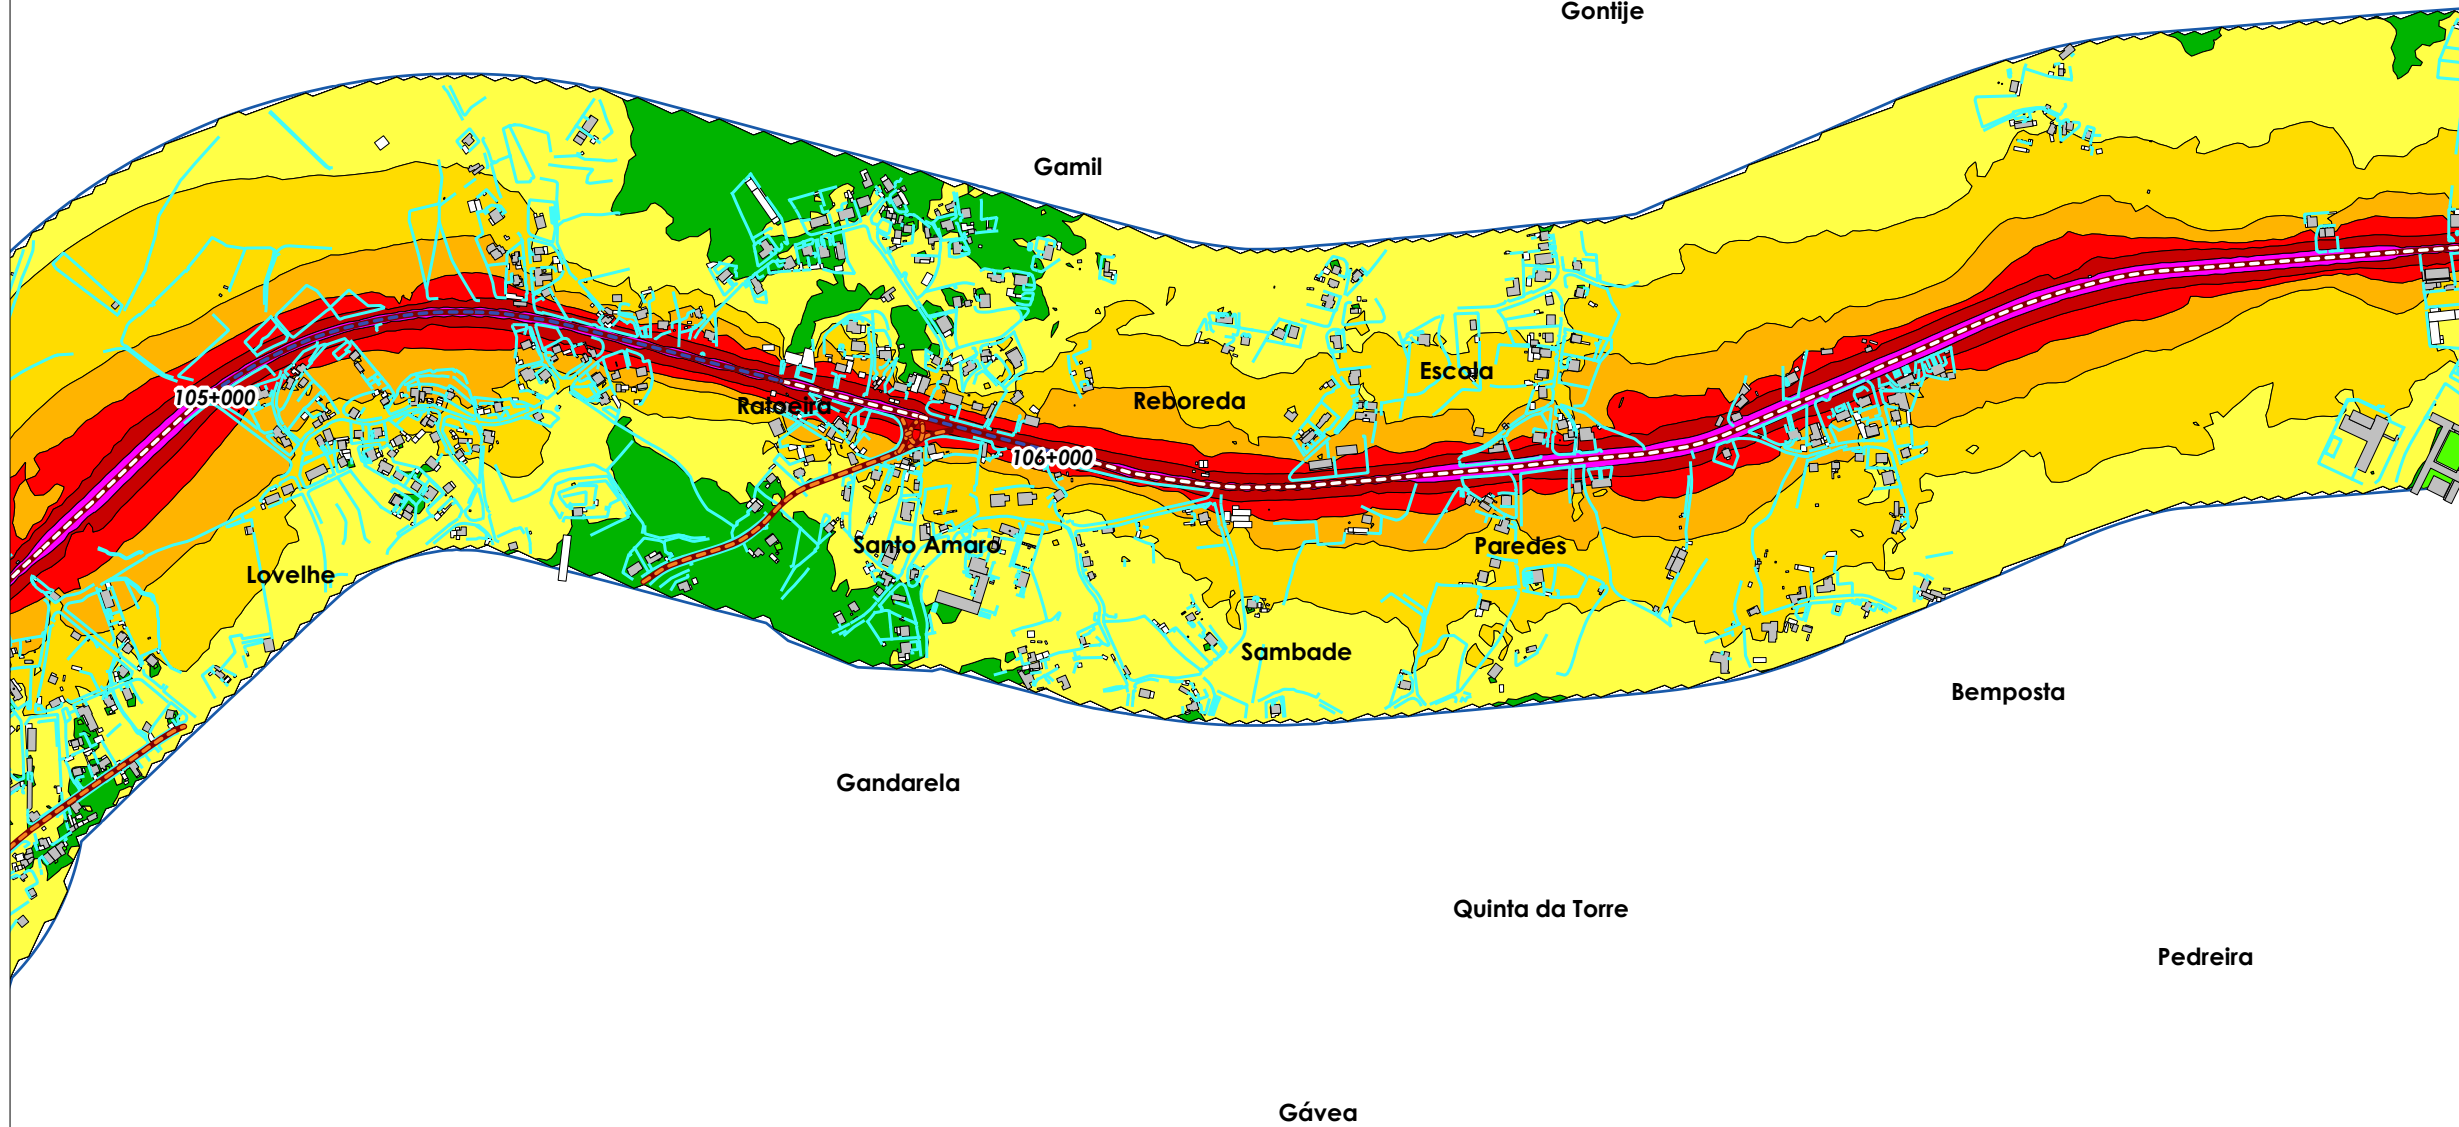 Gontije
Gamil
Escola
105+000
Reboreda
Ratoeira
106+000
Santo Amaro
Paredes
Lovelhe
Sambade
Bemposta
Gandarela
Quinta da Torre
Pedreira
Gávea